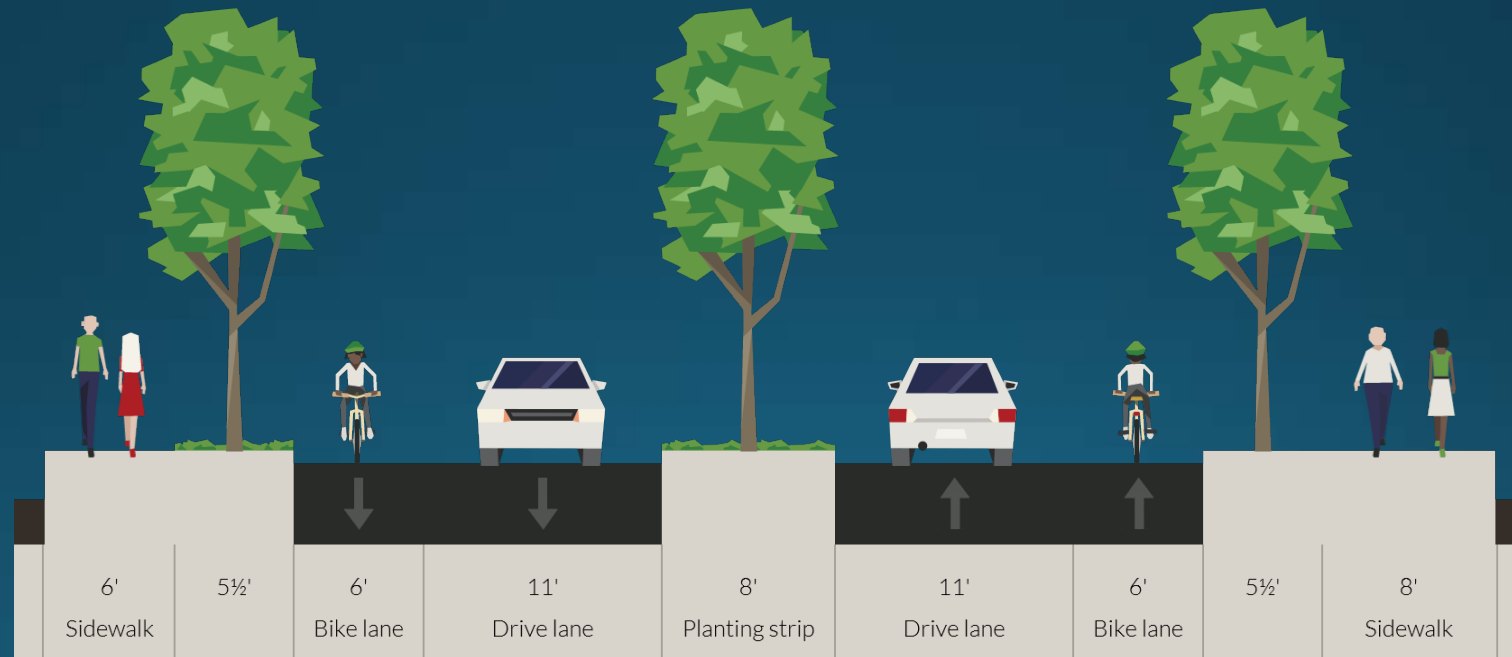 6' 5½' 6' 11' 8' 11' 6' 5½' 8'
Sidewalk Bike lane Drive lane Planting strip Drive lane Bike lane Sidewalk